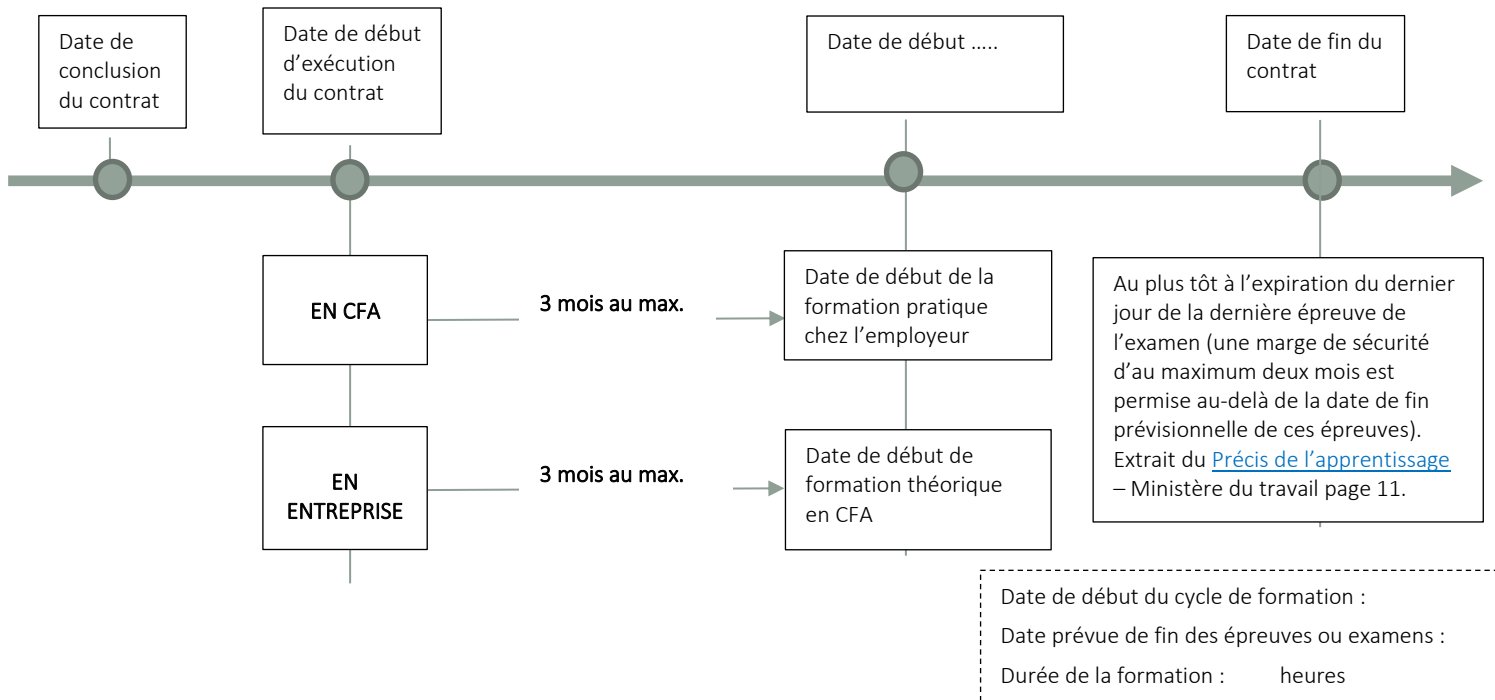 Date de
conclusion
du contrat
Date de début
d’exécution
du contrat
Date de début .....
Date de fin du
contrat
EN CFA
3 mois au max.
Date de début de la
formation pratique
chez l’employeur
EN
ENTREPRISE
3 mois au max.
Date de début de
formation théorique
en CFA
Au plus tôt à l’expiration du dernier
jour de la dernière épreuve de
l’examen (une marge de sécurité
d’au maximum deux mois est
permise au-delà de la date de fin
prévisionnelle de ces épreuves).
Extrait du Précis de l’apprentissage
– Ministère du travail page 11.
Date de début du cycle de formation :
Date prévue de fin des épreuves ou examens :
Durée de la formation : heures